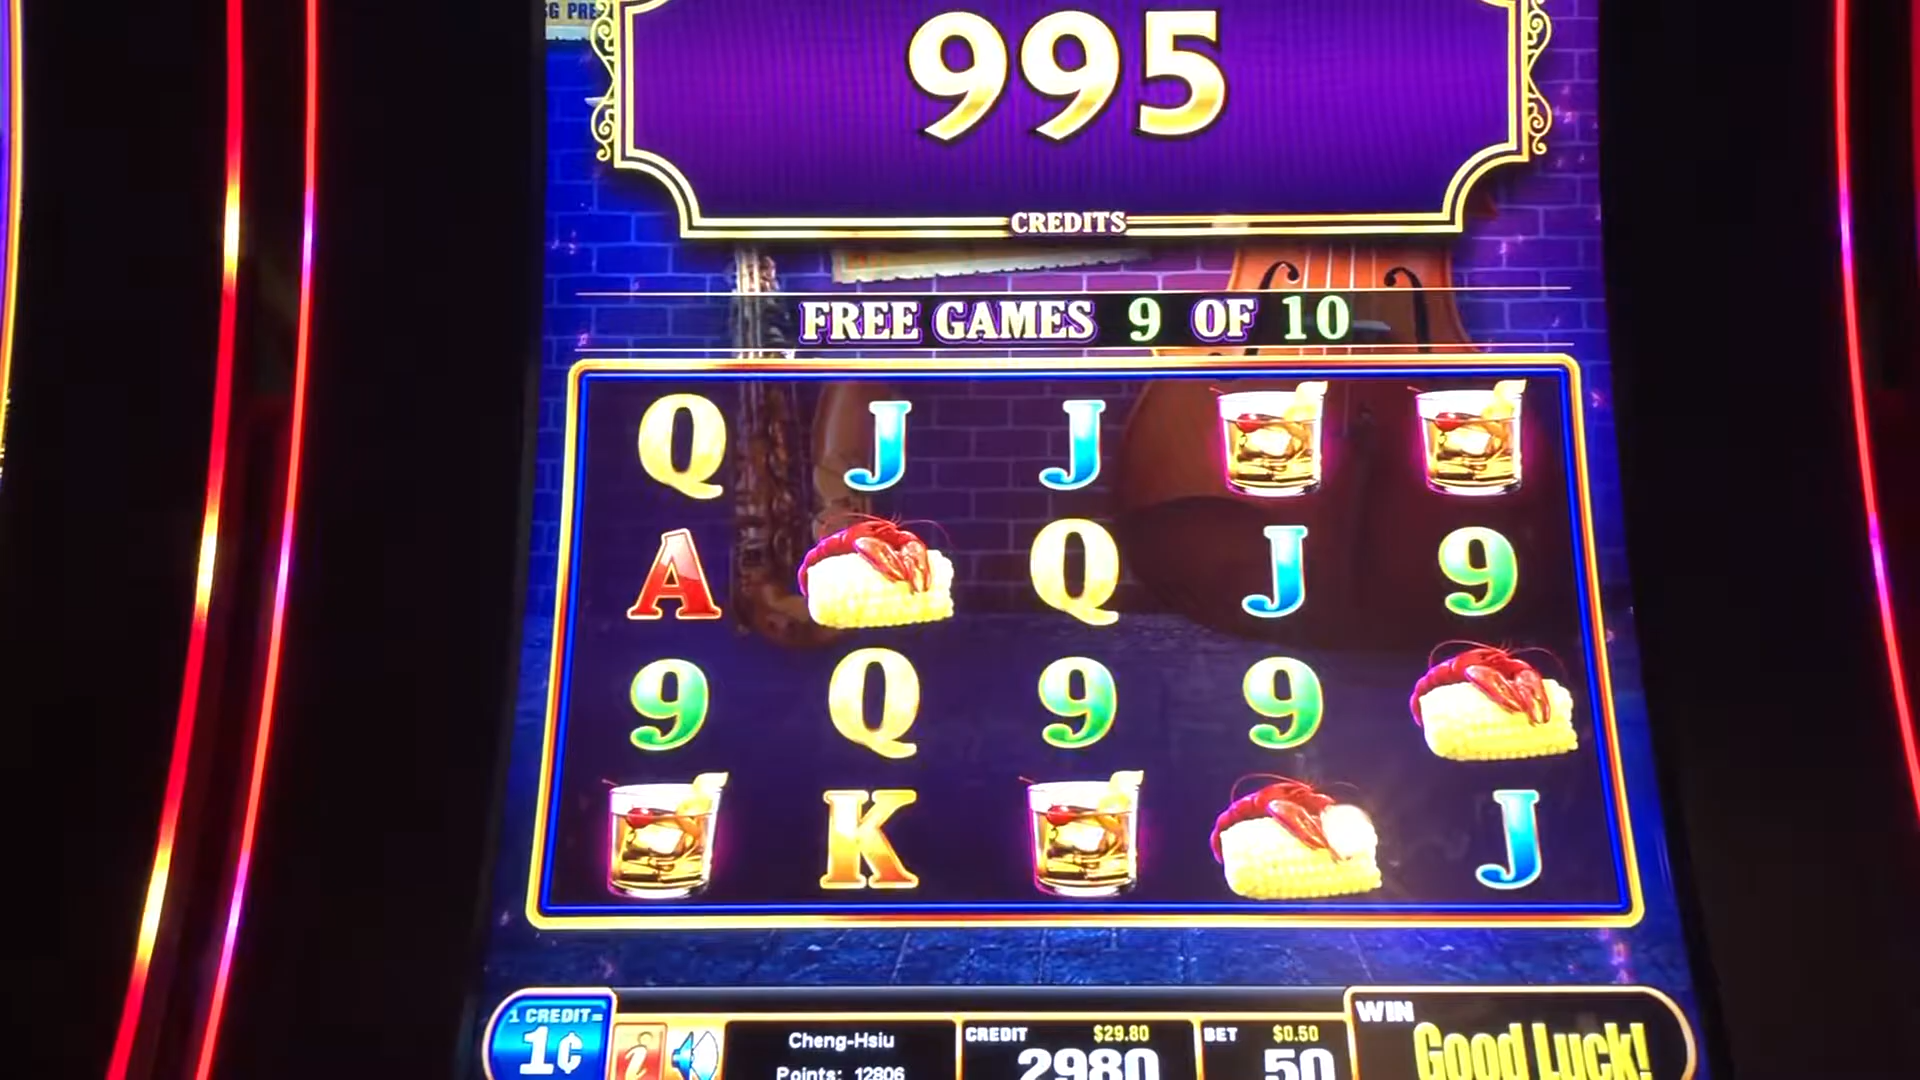 995
CREDITS
FREE GAMES 9 OF 10
Q J J
A Q J 9
9 Q 9 9
K J
1 CREDIT=
1¢
i
Cheng-Hsiu
Points: 12806
CREDIT $29.80
2980
BET $0.50
50
WIN
Good Luck!